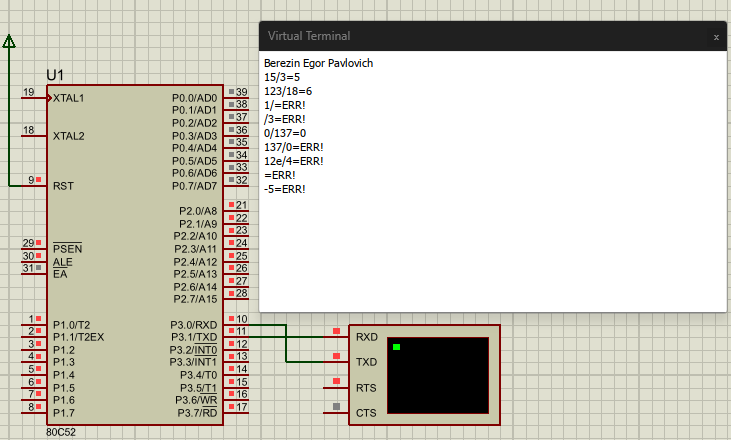 Virtual Terminal
x
Berezin Egor Pavlovich
15/3=5
123/18=6
1/=ERR!
/3=ERR!
0/137=0
137/0=ERR!
12e/4=ERR!
=ERR!
-5=ERR!
U1
19 XTAL1 P0.0/AD0 39
P0.1/AD1 38
P0.2/AD2 37
18 XTAL2 P0.3/AD3 36
P0.4/AD4 35
P0.5/AD5 34
P0.6/AD6 33
9 RST P0.7/AD7 32
P2.0/A8 21
P2.1/A9 22
P2.2/A10 23
29 PSEN P2.3/A11 24
30 ALE P2.4/A12 25
31 EA P2.5/A13 26
P2.6/A14 27
P2.7/A15 28
1 P1.0/T2 P3.0/RXD 10
2 P1.1/T2EX P3.1/TXD 11
3 P1.2 P3.2/INT0 12
4 P1.3 P3.3/INT1 13
5 P1.4 P3.4/T0 14
6 P1.5 P3.5/T1 15
7 P1.6 P3.6/WR 16
8 P1.7 P3.7/RD 17
80C52
RXD
TXD
RTS
CTS